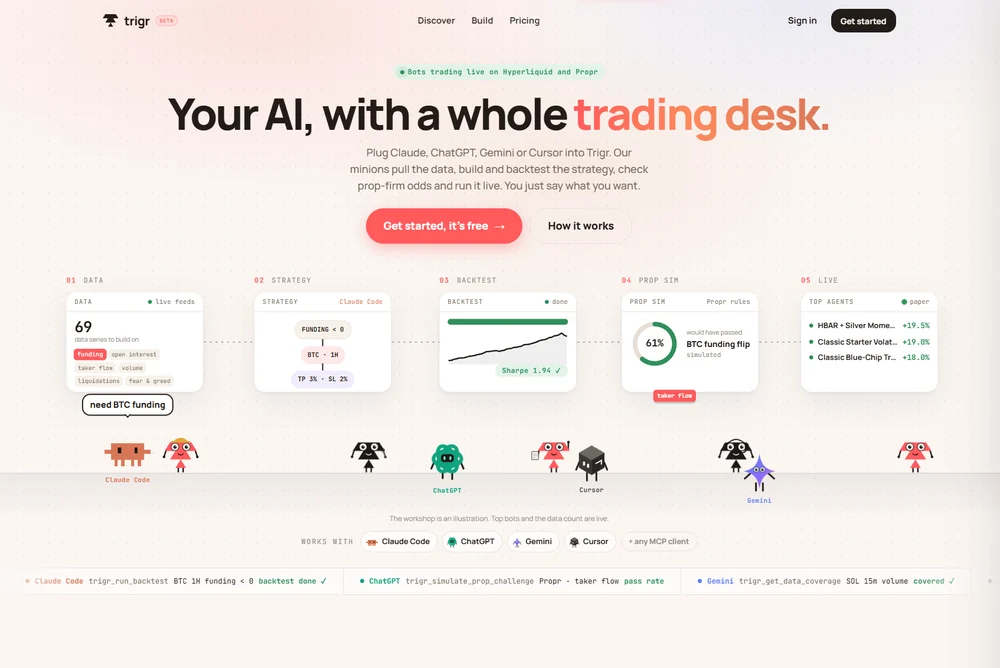 trigr BETA
Discover Build Pricing
Sign in Get started
Bots trading live on Hyperliquid and Propr
Your AI, with a whole trading desk.
Plug Claude, ChatGPT, Gemini or Cursor into Trigr. Our
minions pull the data, build and backtest the strategy, check
prop-firm odds and run it live. You just say what you want.
Get started, it's free →
How it works
01 DATA
DATA live feeds
69
data series to build on
funding open interest
taker flow volume
liquidations fear & greed
need BTC funding
02 STRATEGY
STRATEGY Claude Code
FUNDING < 0
BTC · 1H
TP 3% · SL 2%
03 BACKTEST
BACKTEST done
Sharpe 1.94 ✓
04 PROP SIM
PROP SIM Propr rules
61%
would have passed
BTC funding flip
simulated
taker flow
05 LIVE
TOP AGENTS paper
HBAR + Silver Mome... +19.5%
Classic Starter Volat... +19.0%
Classic Blue-Chip Tr... +18.0%
Claude Code
ChatGPT
Cursor
Gemini
The workshop is an illustration. Top bots and the data count are live.
WORKS WITH Claude Code ChatGPT Gemini Cursor + any MCP client
Claude Code trigr_run_backtest BTC 1H funding < 0 backtest done ✓
ChatGPT trigr_simulate_prop_challenge Propr · taker flow pass rate
Gemini trigr_get_data_coverage SOL 15m volume covered ✓